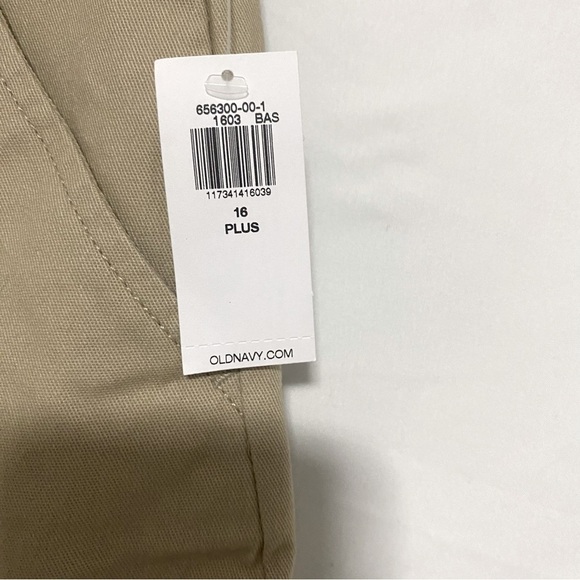 656300-00-1
1603 BAS
117341416039
16
PLUS
OLDNAVY.COM